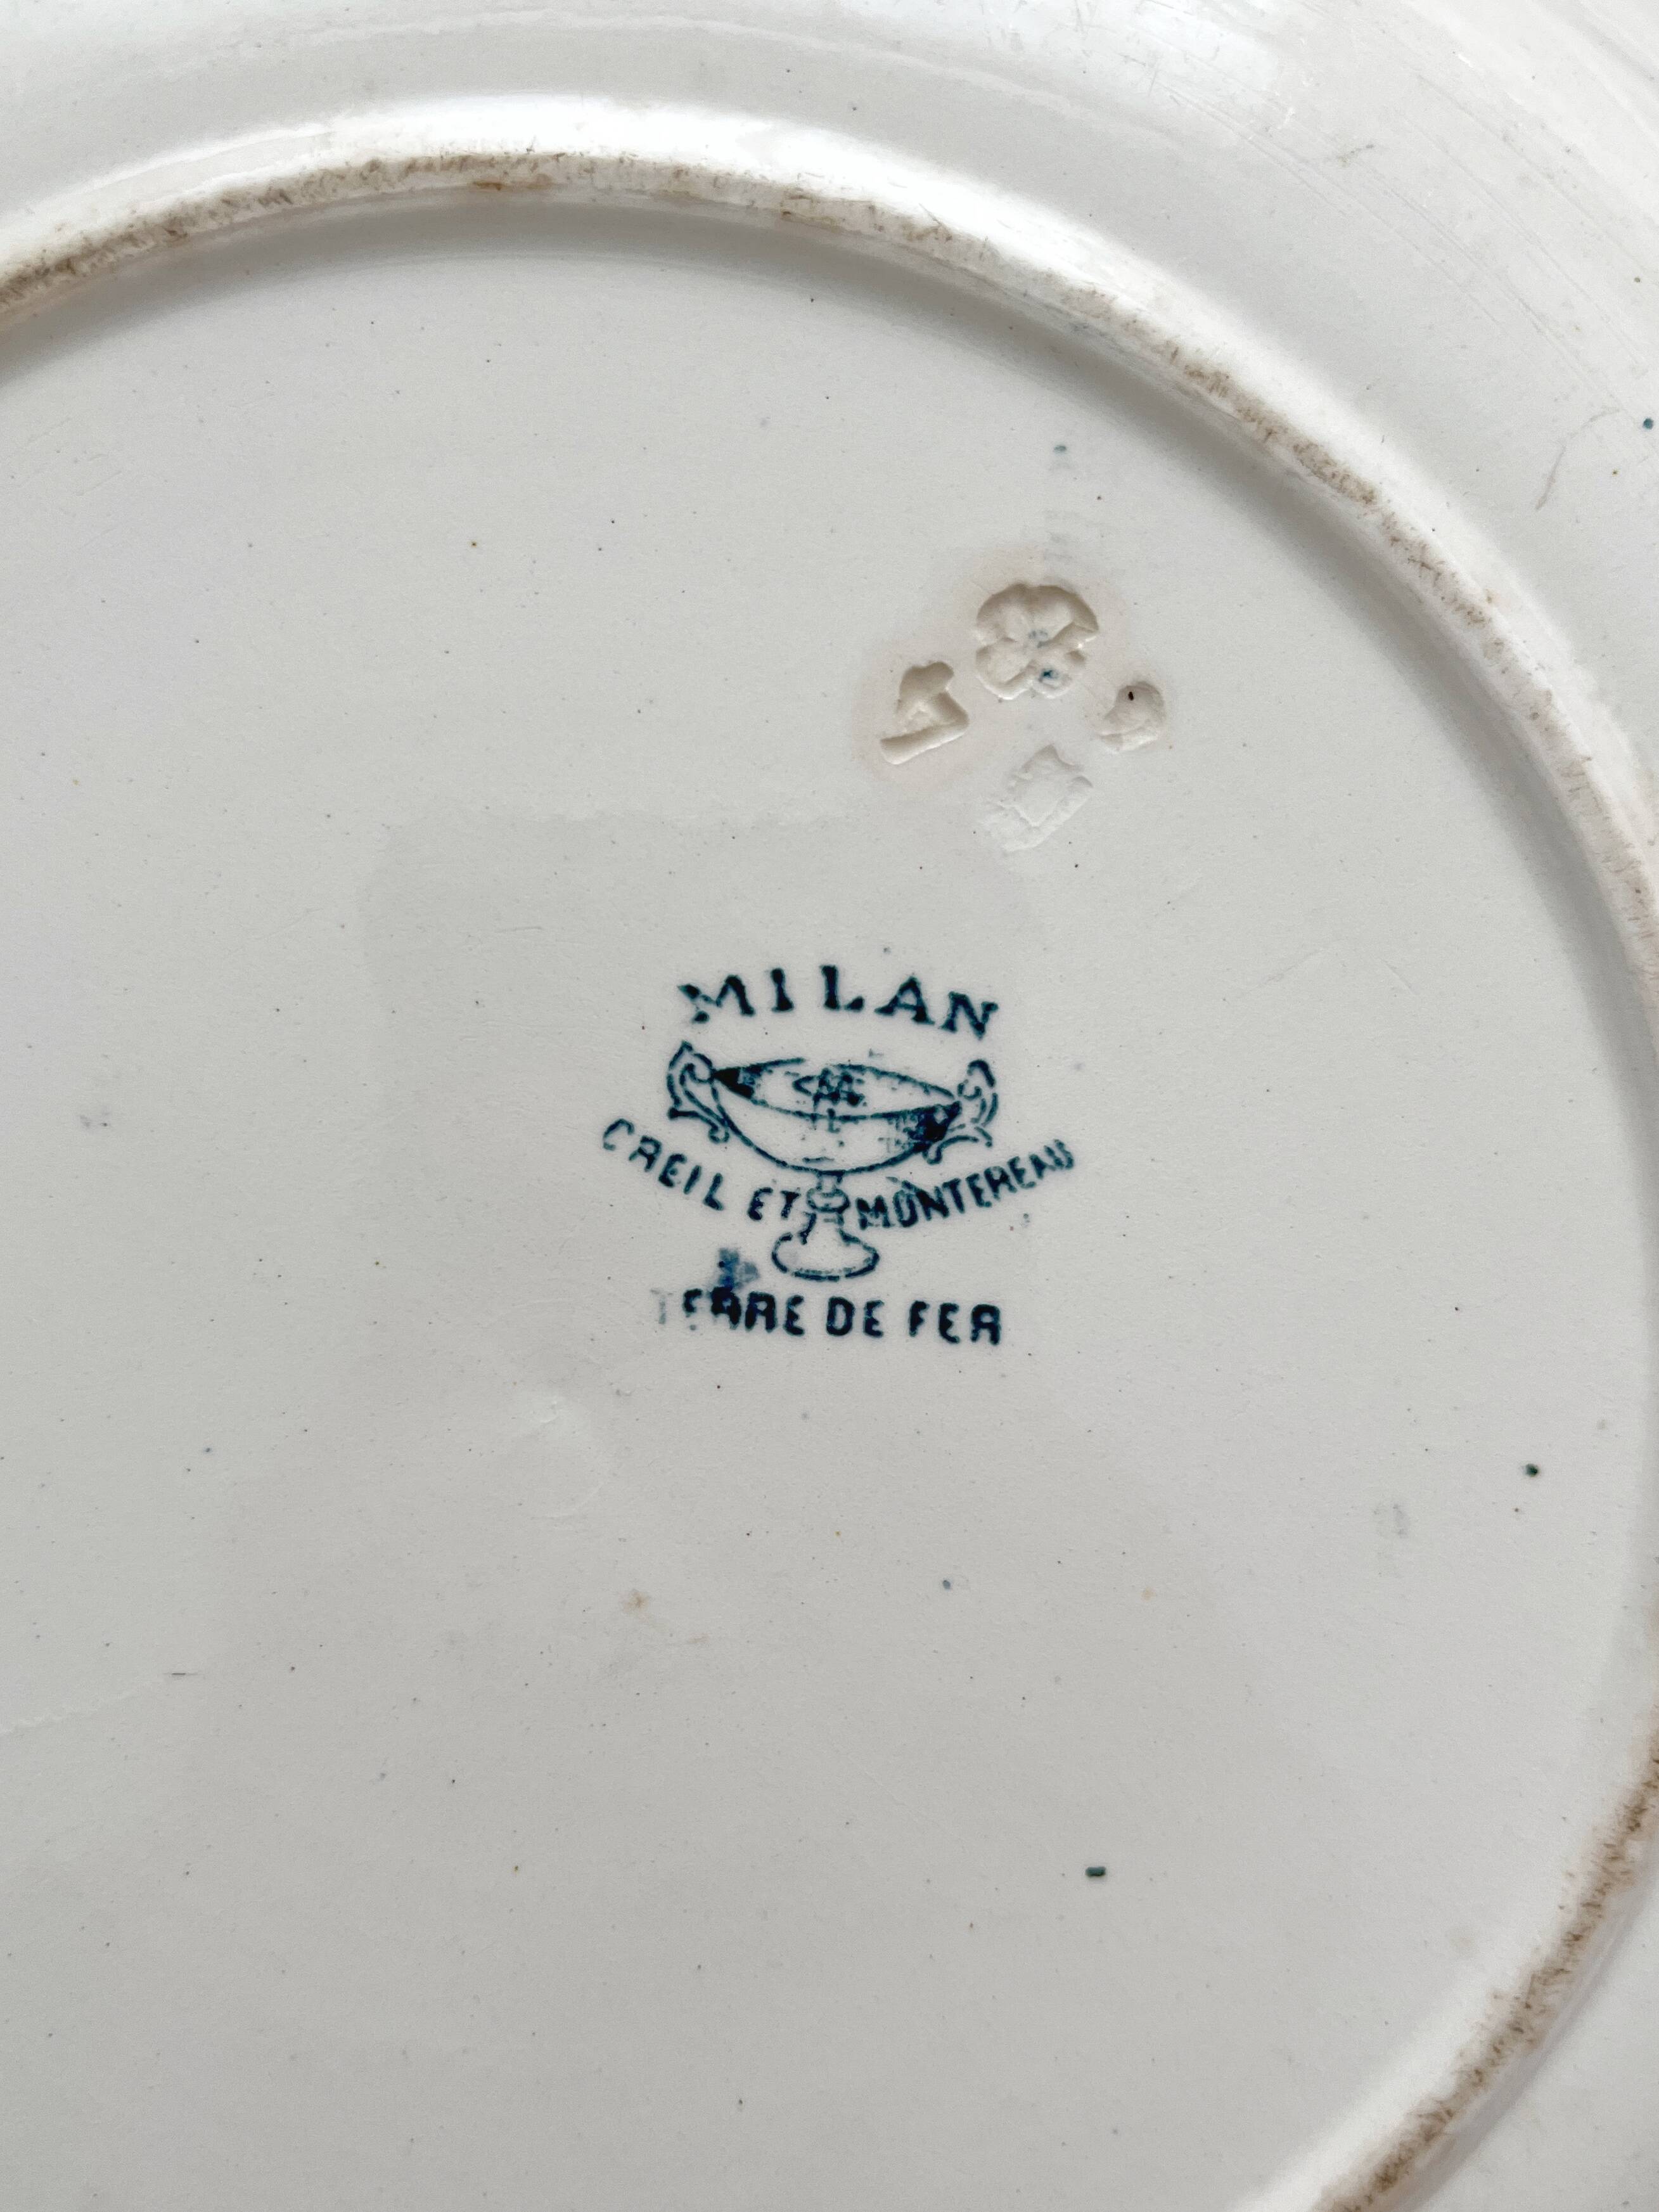 MILAN
CREIL ET MONTEREAU
TERRE DE FER